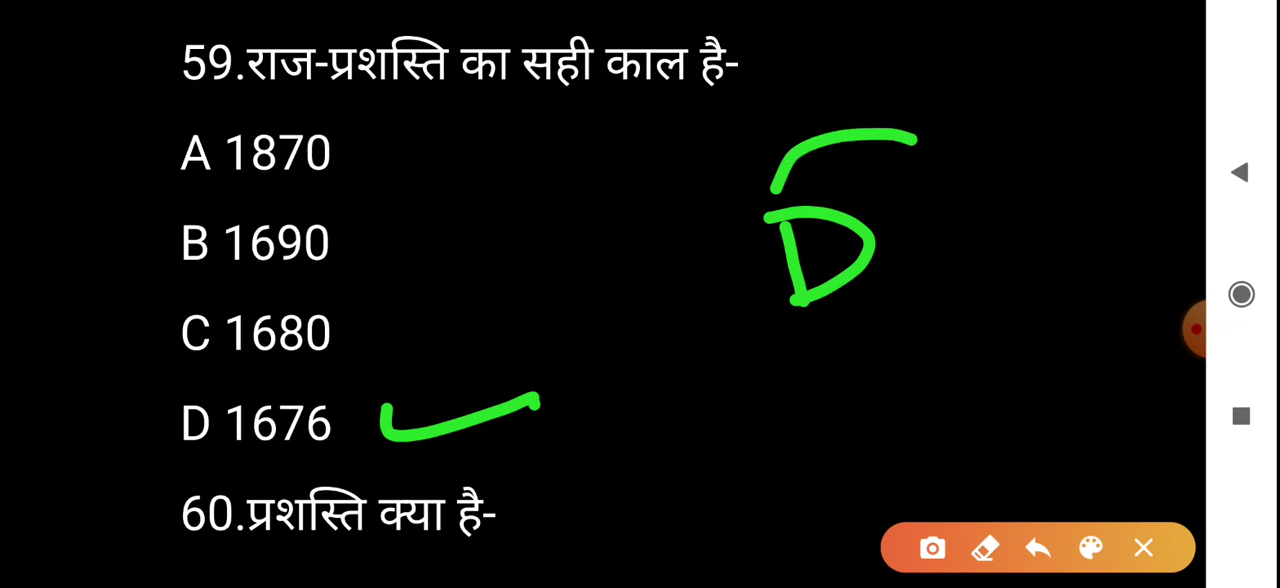 59.राज-प्रशस्ति का सही काल है-
A 1870
B 1690
C 1680
D 1676
D
60.प्रशस्ति क्या है-